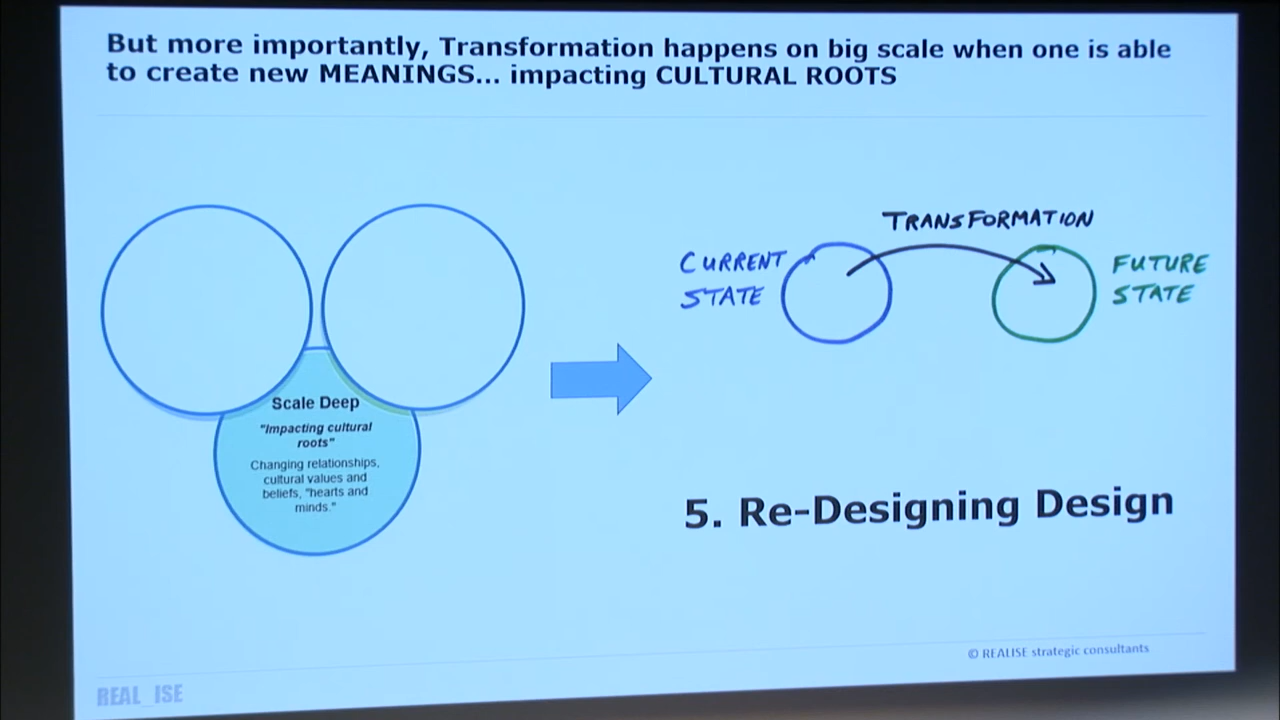 But more importantly, Transformation happens on big scale when one is able
to create new MEANINGS... impacting CULTURAL ROOTS
Scale Deep
"Impacting cultural
roots"
Changing relationships,
cultural values and
beliefs, "hearts and
minds."
TRANSFORMATION
CURRENT
STATE
FUTURE
STATE
5. Re-Designing Design
© REALISE strategic consultants
REAL_ISE